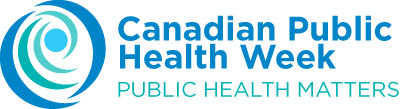 Canadian Public
Health Week
PUBLIC HEALTH MATTERS